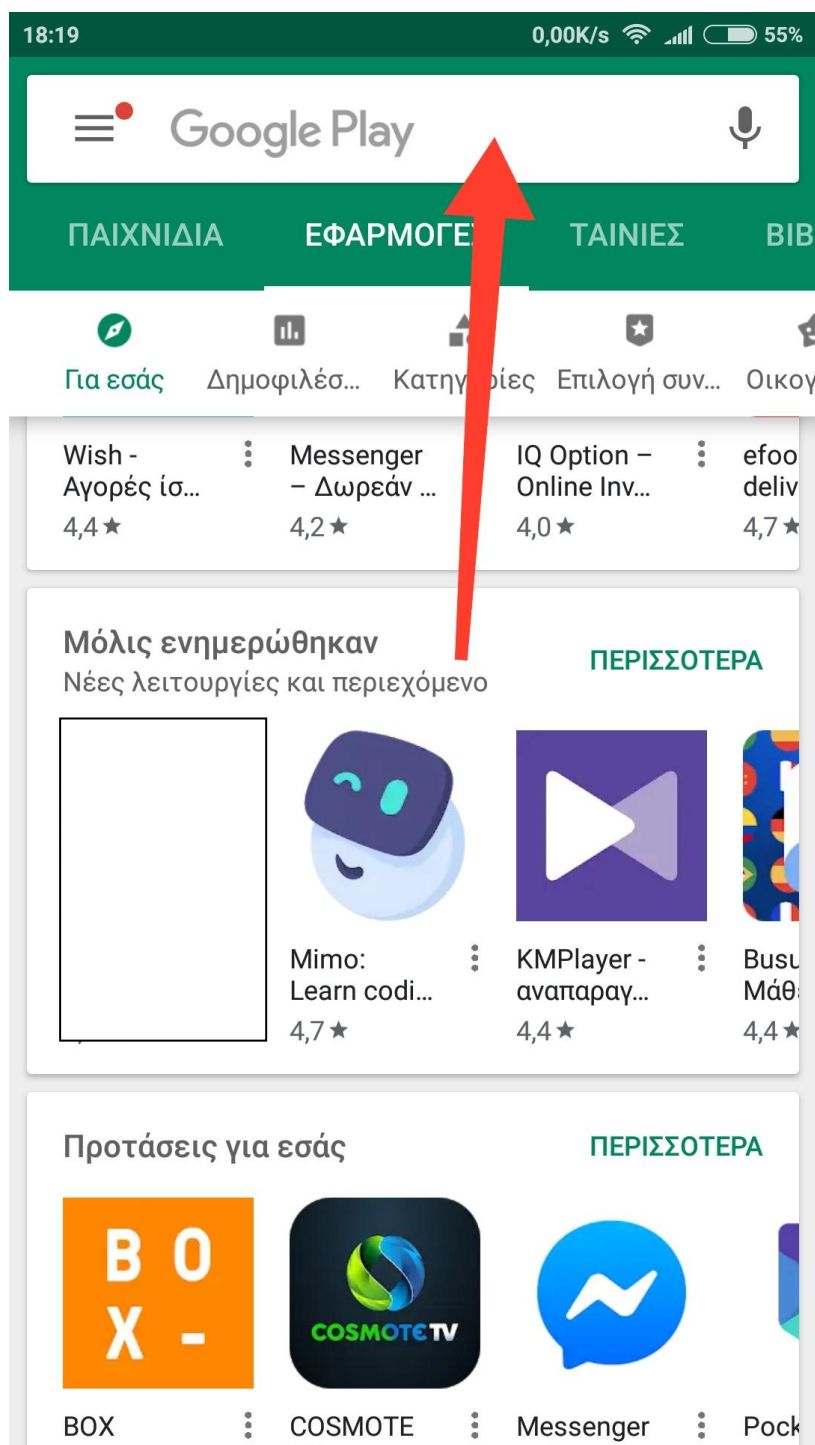 18:19 0,00K/s 55%
Google Play
ΠΑΙΧΝΙΔΙΑ ΕΦΑΡΜΟΓΕΣ ΤΑΙΝΙΕΣ ΒΙΒ
Για εσάς Δημοφιλέσ... Κατηγορίες Επιλογή συν... Οικογ
Wish - Messenger IQ Option – efoo
Αγορές ίσ... – Δωρεάν ... Online Inv... deliv
4,4★ 4,2★ 4,0★ 4,7★
Μόλις ενημερώθηκαν ΠΕΡΙΣΣΟΤΕΡΑ
Νέες λειτουργίες και περιεχόμενο
Mimo: KMPlayer - Busu
Learn codi... αναπαραγ... Μάθ
4,7★ 4,4★ 4,4★
Προτάσεις για εσάς ΠΕΡΙΣΣΟΤΕΡΑ
BOX-
COSMOTE TV
BOX COSMOTE Messenger Pock